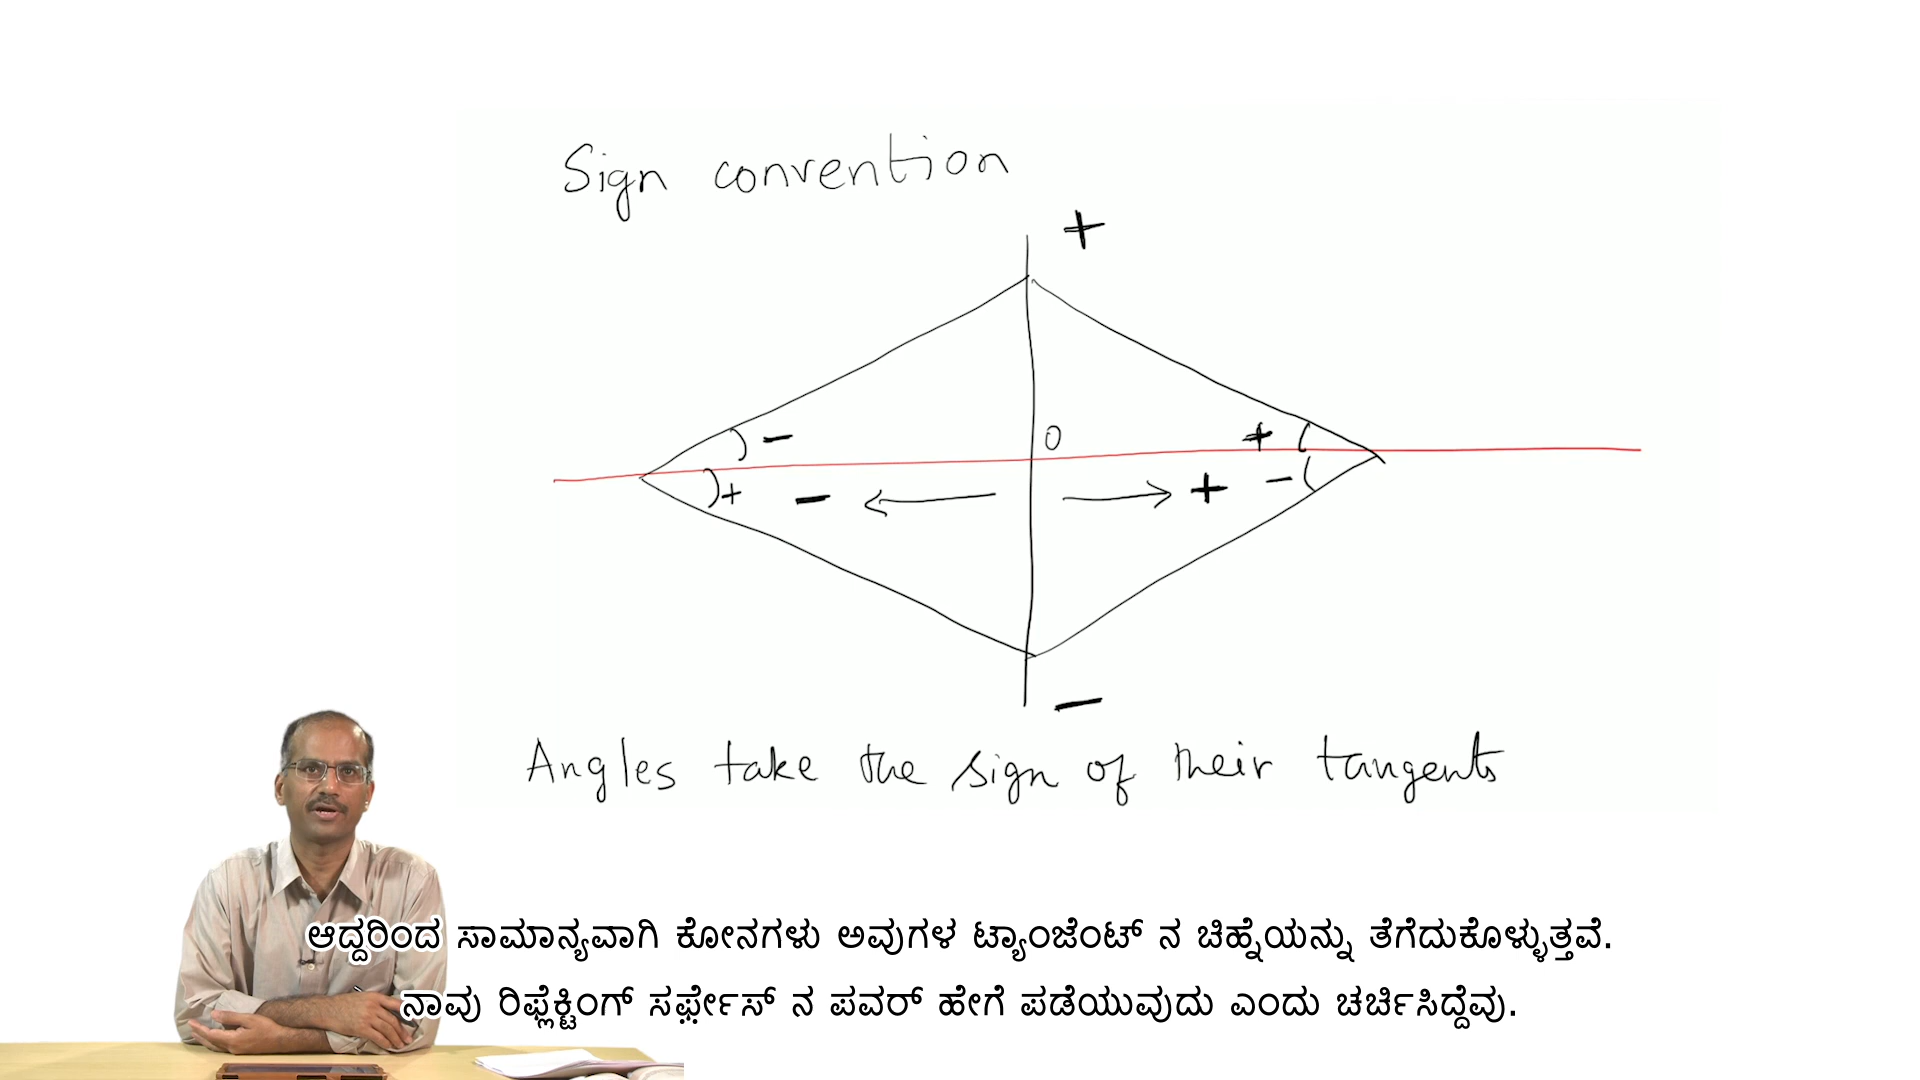 Sign convention
+
- 0 +
+ - ← → + -
-
Angles take the sign of their tangents
ಆದ್ದರಿಂದ ಸಾಮಾನ್ಯವಾಗಿ ಕೋನಗಳು ಅವುಗಳ ಟ್ಯಾಂಜೆಂಟ್ ನ ಚಿಹ್ನೆಯನ್ನು ತೆಗೆದುಕೊಳ್ಳುತ್ತವೆ.
ನಾವು ರಿಫ್ಲೆಕ್ಟಿಂಗ್ ಸರ್ಫೇಸ್ ನ ಪವರ್ ಹೇಗೆ ಪಡೆಯುವುದು ಎಂದು ಚರ್ಚಿಸಿದ್ದೆವು.